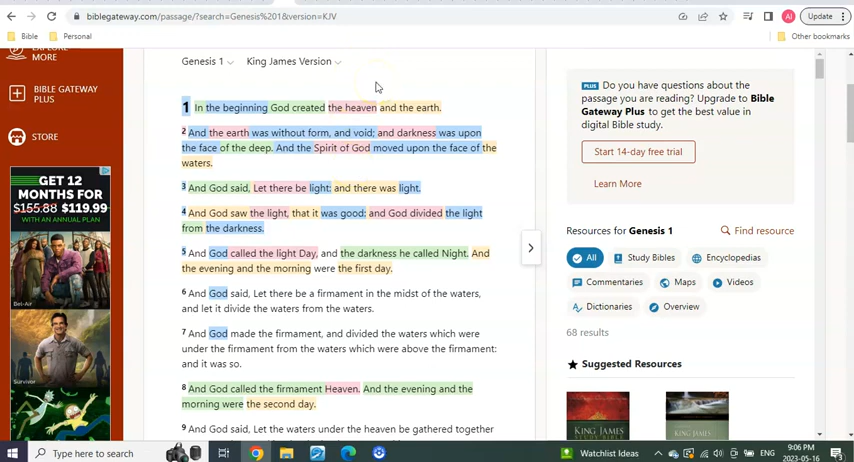 biblegateway.com/passage/?search=Genesis%201&version=KJV
AI
Update
Bible
Personal
Other bookmarks
EXPLORE
MORE
BIBLE GATEWAY
PLUS
STORE
GET 12
MONTHS FOR
$155.88 $119.99
WITH AN ANNUAL PLAN
Bel-Air
Survivor
Genesis 1
King James Version
1 In the beginning God created the heaven and the earth.
2 And the earth was without form, and void; and darkness was upon
the face of the deep. And the Spirit of God moved upon the face of the
waters.
3 And God said, Let there be light: and there was light.
4 And God saw the light, that it was good: and God divided the light
from the darkness.
5 And God called the light Day, and the darkness he called Night. And
the evening and the morning were the first day.
6 And God said, Let there be a firmament in the midst of the waters,
and let it divide the waters from the waters.
7 And God made the firmament, and divided the waters which were
under the firmament from the waters which were above the firmament:
and it was so.
8 And God called the firmament Heaven. And the evening and the
morning were the second day.
9 And God said, Let the waters under the heaven be gathered together
PLUS Do you have questions about the
passage you are reading? Upgrade to Bible
Gateway Plus to get the best value in
digital Bible study.
Start 14-day free trial
Learn More
Resources for Genesis 1
Find resource
All
Study Bibles
Encyclopedias
Commentaries
Maps
Videos
Dictionaries
Overview
68 results
Suggested Resources
KING JAMES
STUDY BIBLE
KING JAMES
Type here to search
Watchlist Ideas
ENG
9:06 PM
2023-05-16
3